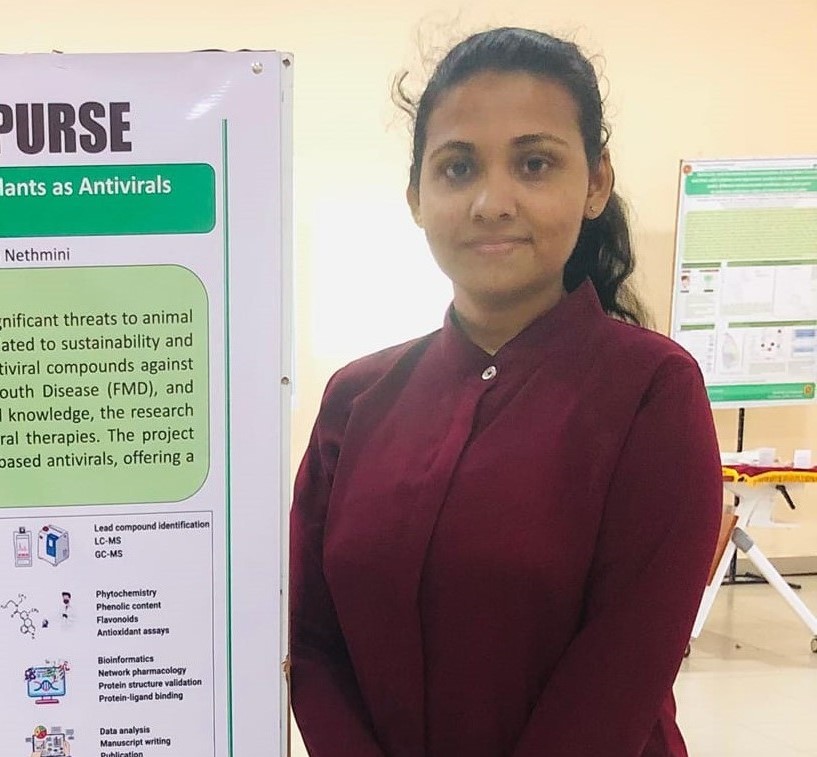 PURSE
lants as Antivirals
Nethmini
gnificant threats to animal
ated to sustainability and
tiviral compounds against
outh Disease (FMD), and
l knowledge, the research
ral therapies. The project
based antivirals, offering a
Lead compound identification
LC-MS
GC-MS
Phytochemistry
Phenolic content
Flavonoids
Antioxidant assays
Bioinformatics
Network pharmacology
Protein structure validation
Protein-ligand binding
Data analysis
Manuscript writing
Publication